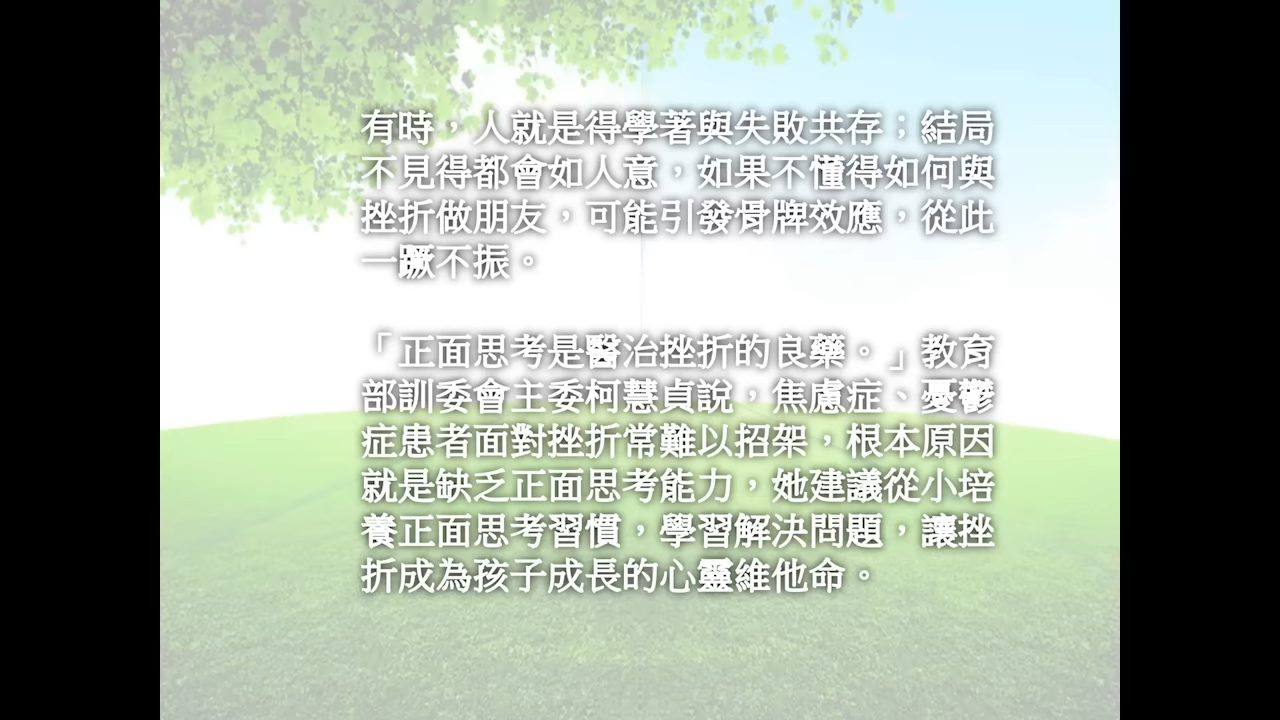 有時，人就是得學著與失敗共存；結局
不見得都會如人意，如果不懂得如何與
挫折做朋友，可能引發骨牌效應，從此
一蹶不振。
「正面思考是醫治挫折的良藥。」教育
部訓委會主委柯慧貞說，焦慮症、憂鬱
症患者面對挫折常難以招架，根本原因
就是缺乏正面思考能力，她建議從小培
養正面思考習慣，學習解決問題，讓挫
折成為孩子成長的心靈維他命。